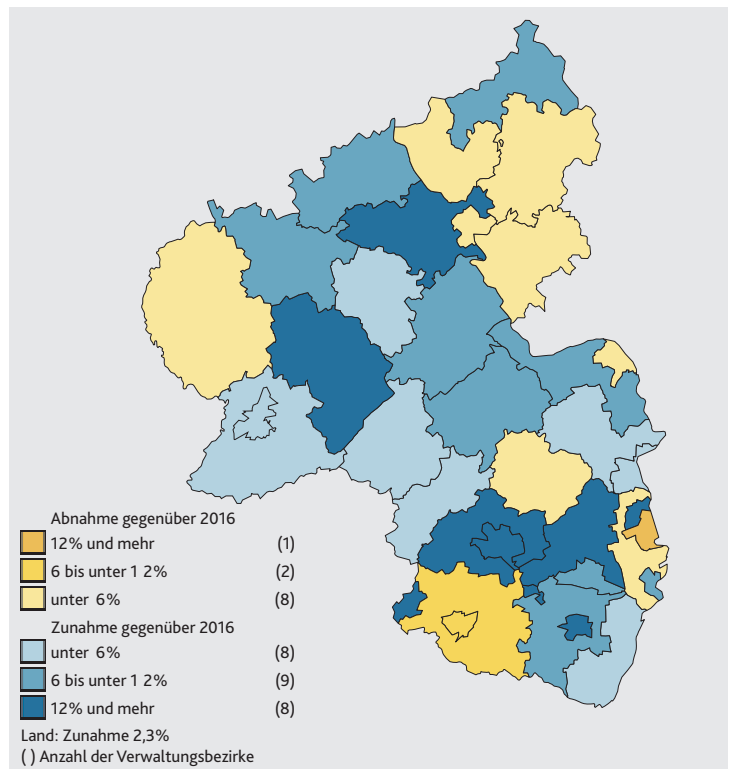 Abnahme gegenüber 2016
12% und mehr (1)
6 bis unter 1 2% (2)
unter 6% (8)
Zunahme gegenüber 2016
unter 6% (8)
6 bis unter 1 2% (9)
12% und mehr (8)
Land: Zunahme 2,3%
( ) Anzahl der Verwaltungsbezirke